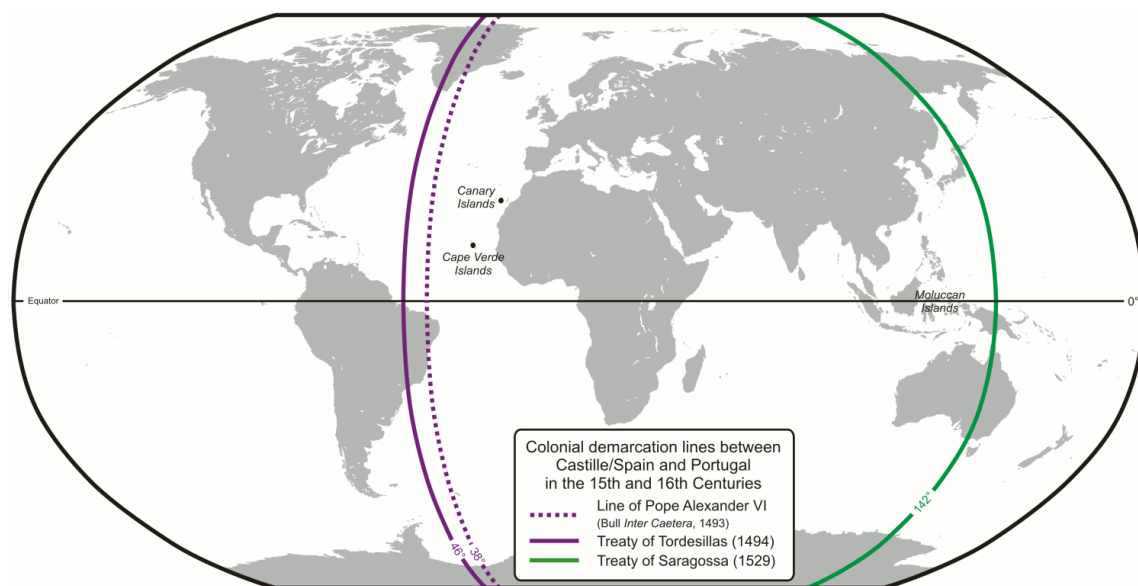 Canary
Islands
Cape Verde
Islands
Equator
Moluccan
Islands
0°
Colonial demarcation lines between
Castille/Spain and Portugal
in the 15th and 16th Centuries
Line of Pope Alexander VI
(Bull Inter Caetera, 1493)
Treaty of Tordesillas (1494)
Treaty of Saragossa (1529)
142°
46°
38°